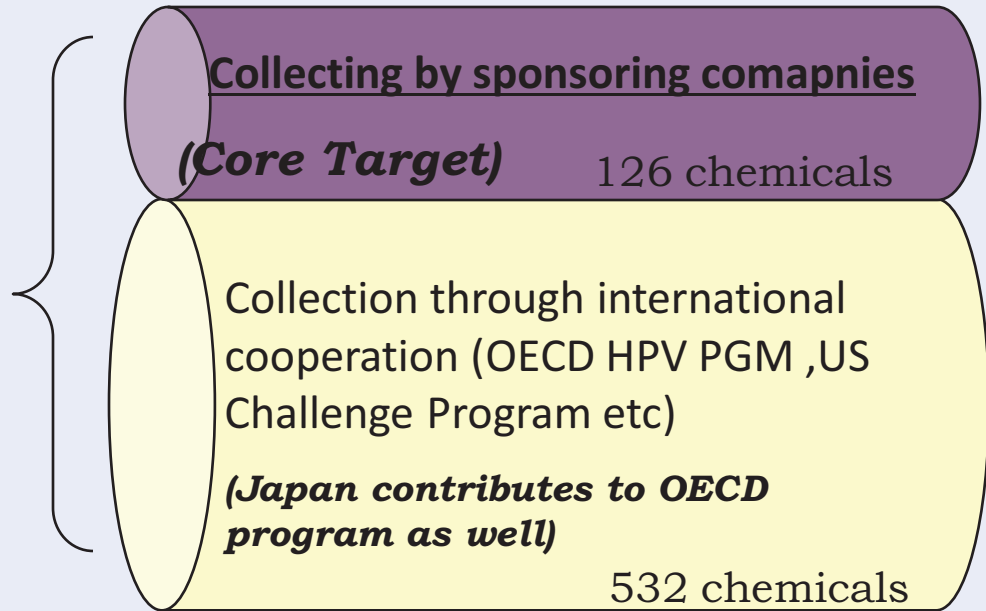 Collecting by sponsoring comapnies
(Core Target) 126 chemicals
Collection through international
cooperation (OECD HPV PGM ,US
Challenge Program etc)
(Japan contributes to OECD
program as well)
532 chemicals